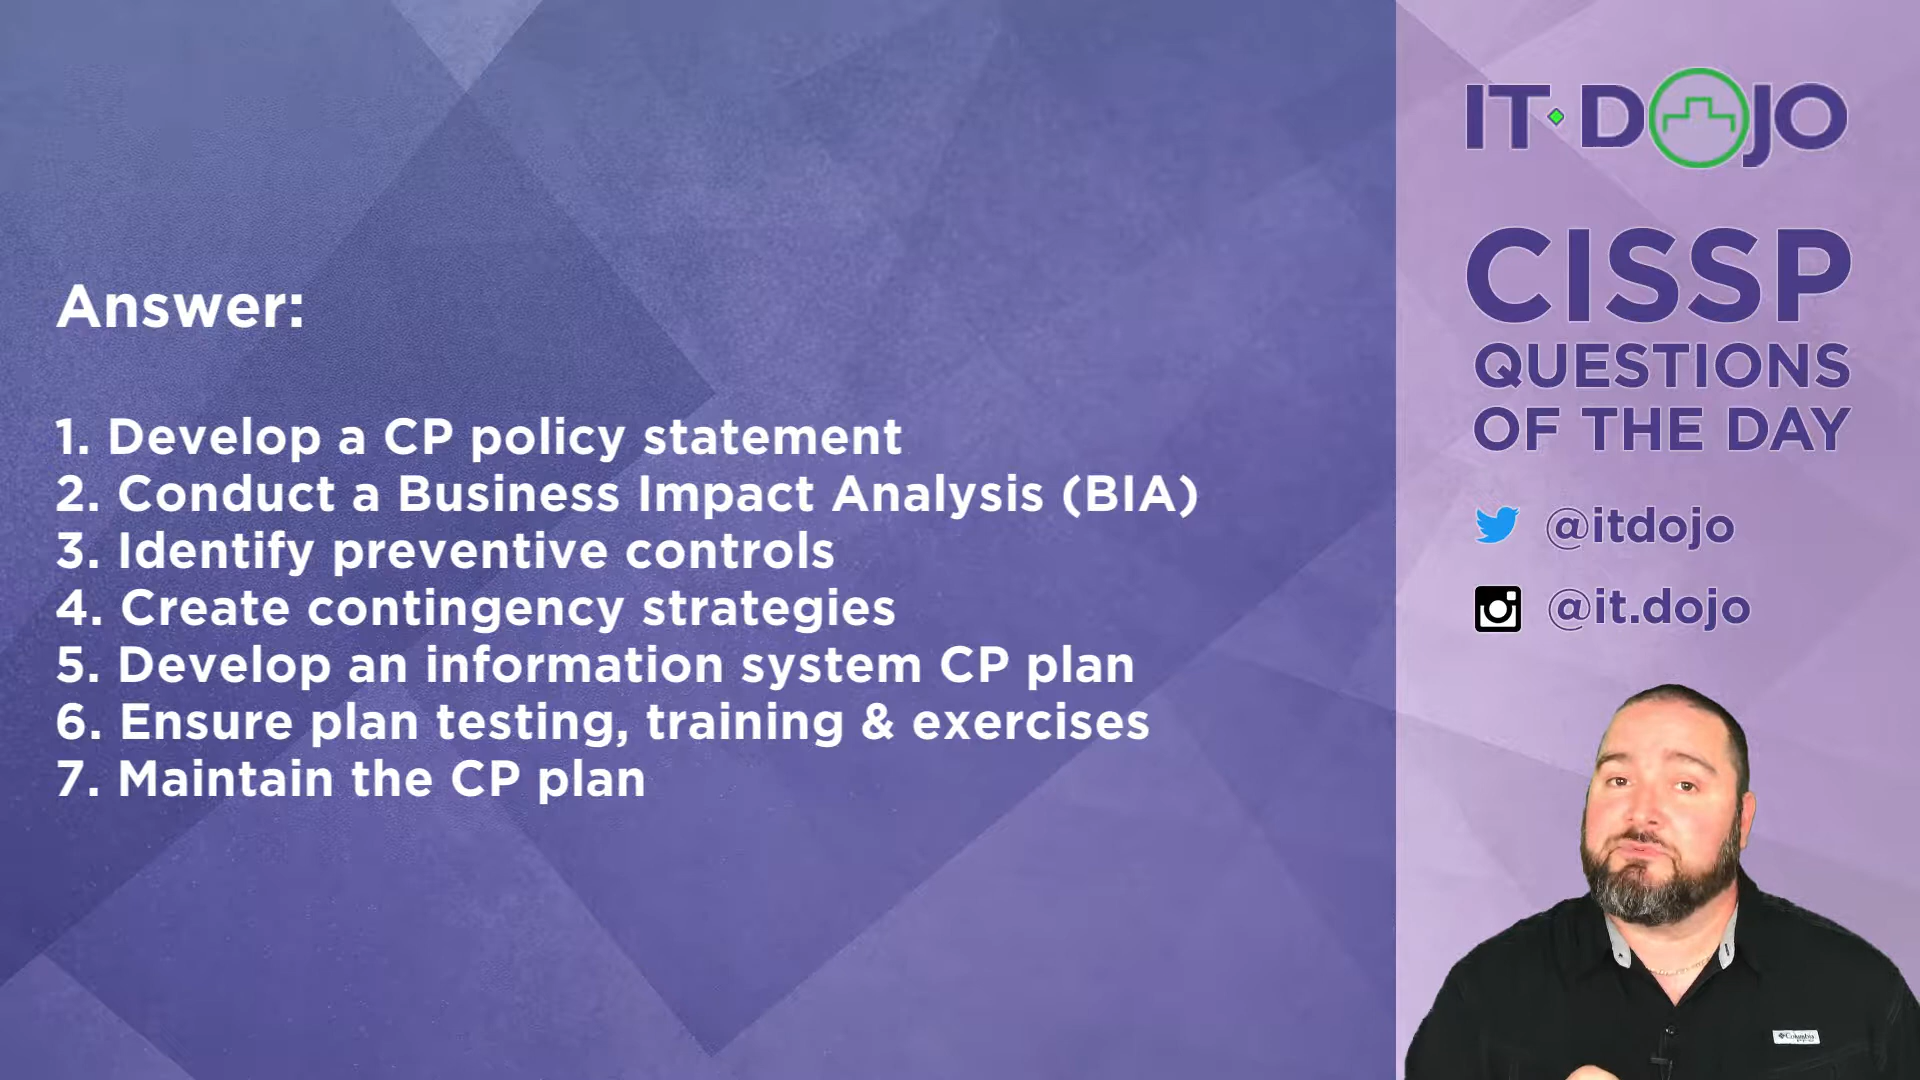 Answer:
1. Develop a CP policy statement
2. Conduct a Business Impact Analysis (BIA)
3. Identify preventive controls
4. Create contingency strategies
5. Develop an information system CP plan
6. Ensure plan testing, training & exercises
7. Maintain the CP plan
IT DOJO
CISSP
QUESTIONS
OF THE DAY
@itdojo
@it.dojo
Columbia